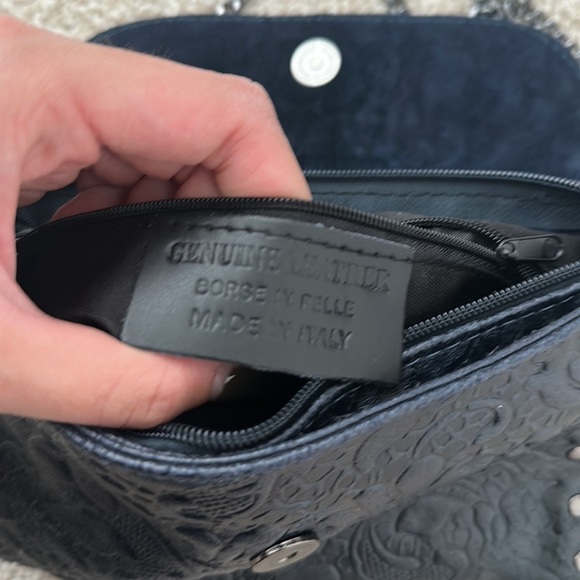 GENUINE LEATHER
BORSE IN PELLE
MADE IN ITALY